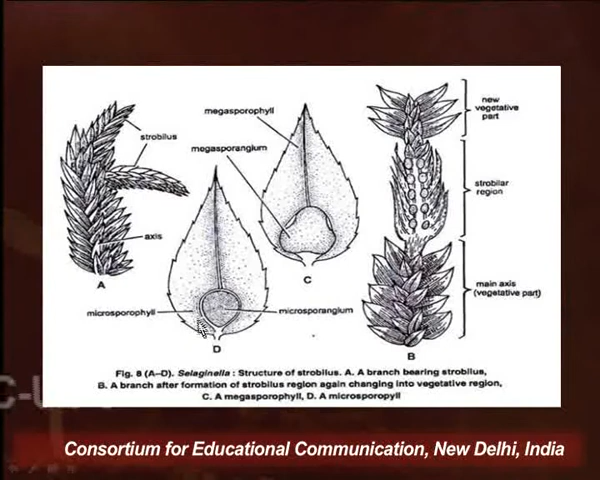 megasporophyll
megasporangium
strobilus
axis
A
microsporophyll
microsporangium
C
D
new
vegetative
part
strobilar
region
main axis
(vegetative part)
B
Fig. 8 (A–D). Selaginella : Structure of strobilus. A. A branch bearing strobilus,
B. A branch after formation of strobilus region again changing into vegetative region,
C. A megasporophyll, D. A microsporopyll
Consortium for Educational Communication, New Delhi, India